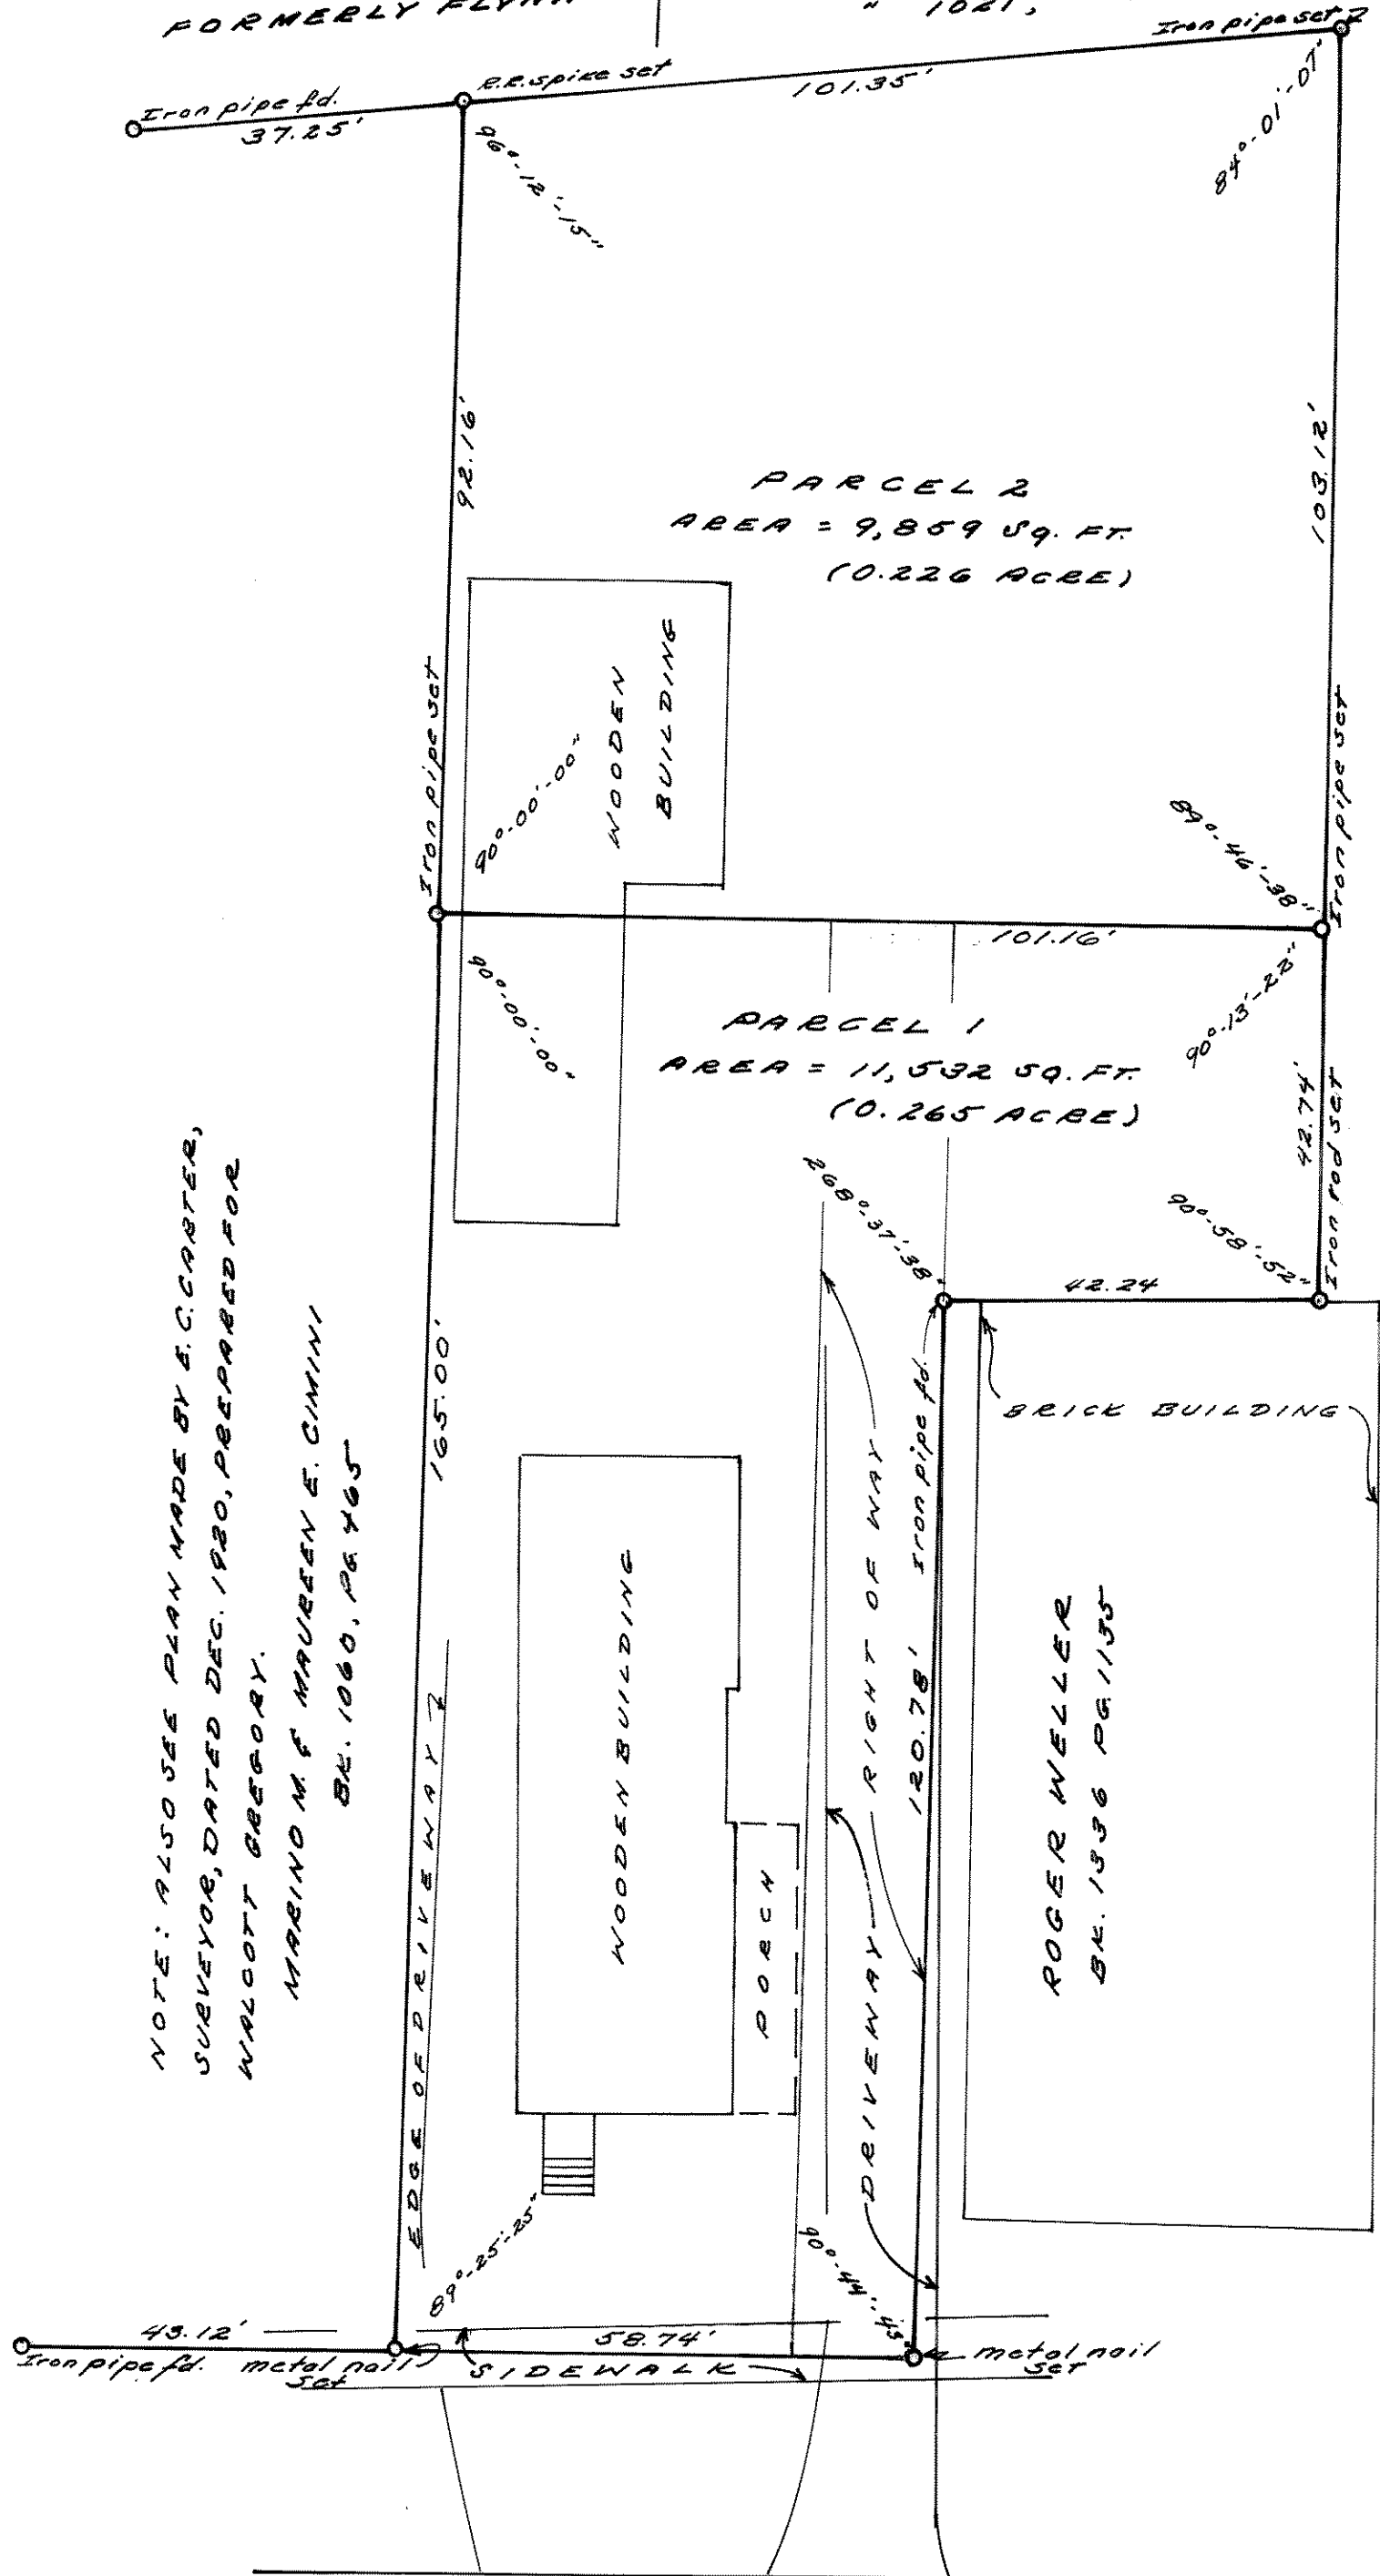 FORMERLY FLYNN
" 1021,
Iron pipe set
R.R. spike set
101.35'
Iron pipe fd.
37.25'
96°-12'-15"
84°-01'-07"
92.16'
103.12'
PARCEL 2
AREA = 9,859 Sq. FT.
(0.226 ACRE)
WOODEN
BUILDING
Iron pipe set
90°-00'-00"
89°-46'-38"
Iron pipe set
101.16'
90°-00'-00"
90°-13'-22"
PARCEL 1
AREA = 11,532 SQ. FT.
(0.265 ACRE)
42.74'
Iron rod set
268°-37'-38"
90°-58'-52"
42.24
165.00'
Iron pipe fd.
BRICK BUILDING
NOTE: ALSO SEE PLAN MADE BY E.C. CARTER,
SURVEYOR, DATED DEC. 1920, PREPARED FOR
WALCOTT GREGORY.
MARINO M. & MAUREEN E. CIMINI
BK. 1060, PG. 465
WOODEN BUILDING
RIGHT OF WAY
120.78'
ROGER WELLER
BK. 1336 PG. 1135
EDGE OF DRIVEWAY
PORCH
DRIVEWAY
89°-25'-25"
90°-44'-43"
43.12'
58.74'
Iron pipe fd.
metal nail
set
SIDEWALK
metal nail
set